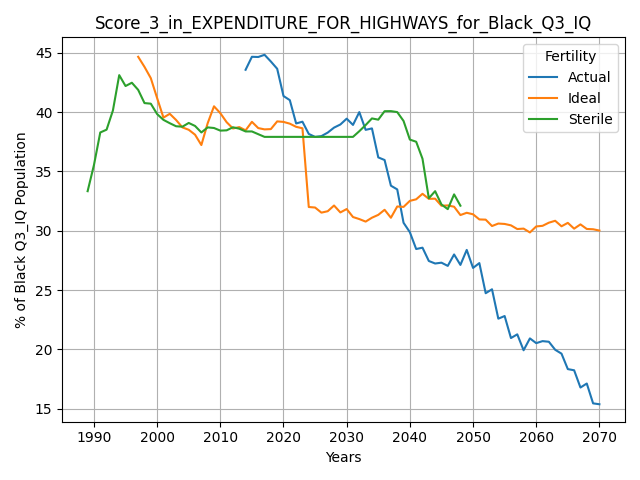 Score_3_in_EXPENDITURE_FOR_HIGHWAYS_for_Black_Q3_IQ
Fertility
Actual
Ideal
Sterile
% of Black Q3_IQ Population
45
40
35
30
25
20
15
1990 2000 2010 2020 2030 2040 2050 2060 2070
Years